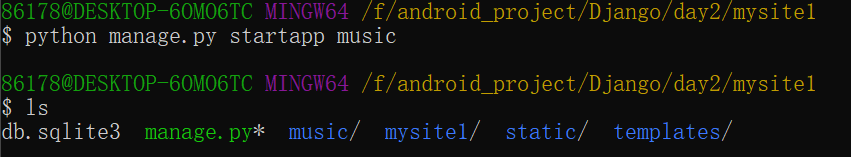 86178@DESKTOP-6OMO6TC MINGW64 /f/android_project/Django/day2/mysite1
$ python manage.py startapp music
86178@DESKTOP-6OMO6TC MINGW64 /f/android_project/Django/day2/mysite1
$ ls
db.sqlite3  manage.py*  music/  mysite1/  static/  templates/